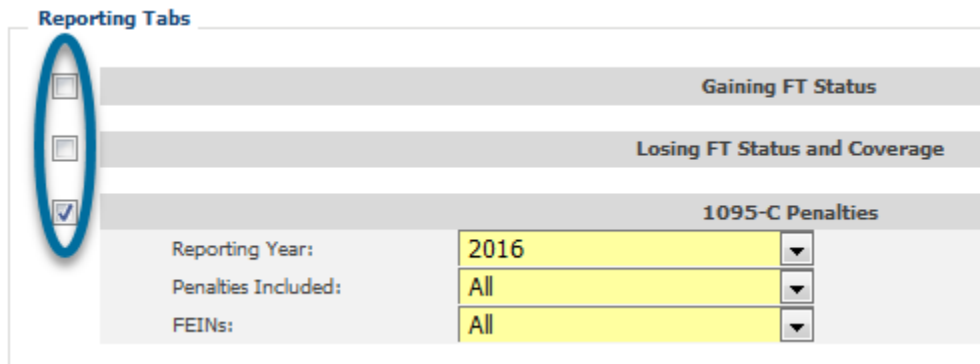 Reporting Tabs
Gaining FT Status
Losing FT Status and Coverage
1095-C Penalties
Reporting Year: 2016
Penalties Included: All
FEINs: All